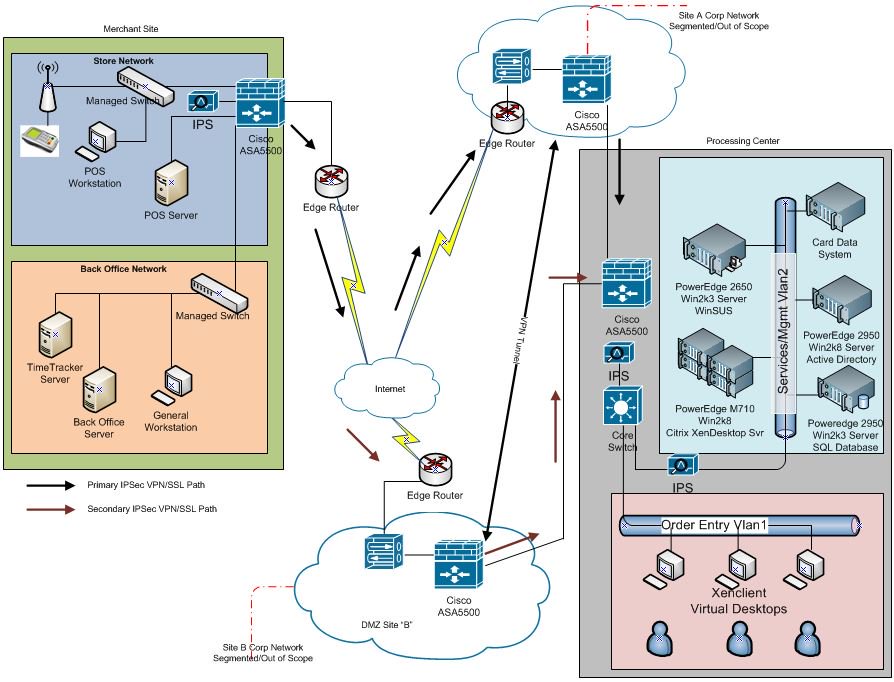 Merchant Site
Store Network
Managed Switch
IPS
Cisco
ASA5500
POS
Workstation
POS Server
Edge Router
Back Office Network
Managed Switch
TimeTracker
Server
Back Office
Server
General
Workstation
Primary IPSec VPN/SSL Path
Secondary IPSec VPN/SSL Path
Internet
Site A Corp Network
Segmented/Out of Scope
Cisco
ASA5500
Edge Router
VPN Tunnel
Edge Router
Cisco
ASA5500
DMZ Site "B"
Site B Corp Network
Segmented/Out of Scope
Processing Center
Cisco
ASA5500
IPS
Core
Switch
IPS
Services/Mgmt Vlan2
Card Data
System
PowerEdge 2650
Win2k3 Server
WinSUS
PowerEdge 2950
Win2k8 Server
Active Directory
PowerEdge M710
Win2k8
Citrix XenDesktop Svr
Poweredge 2950
Win2k3 Server
SQL Database
Order Entry Vlan1
Xenclient
Virtual Desktops